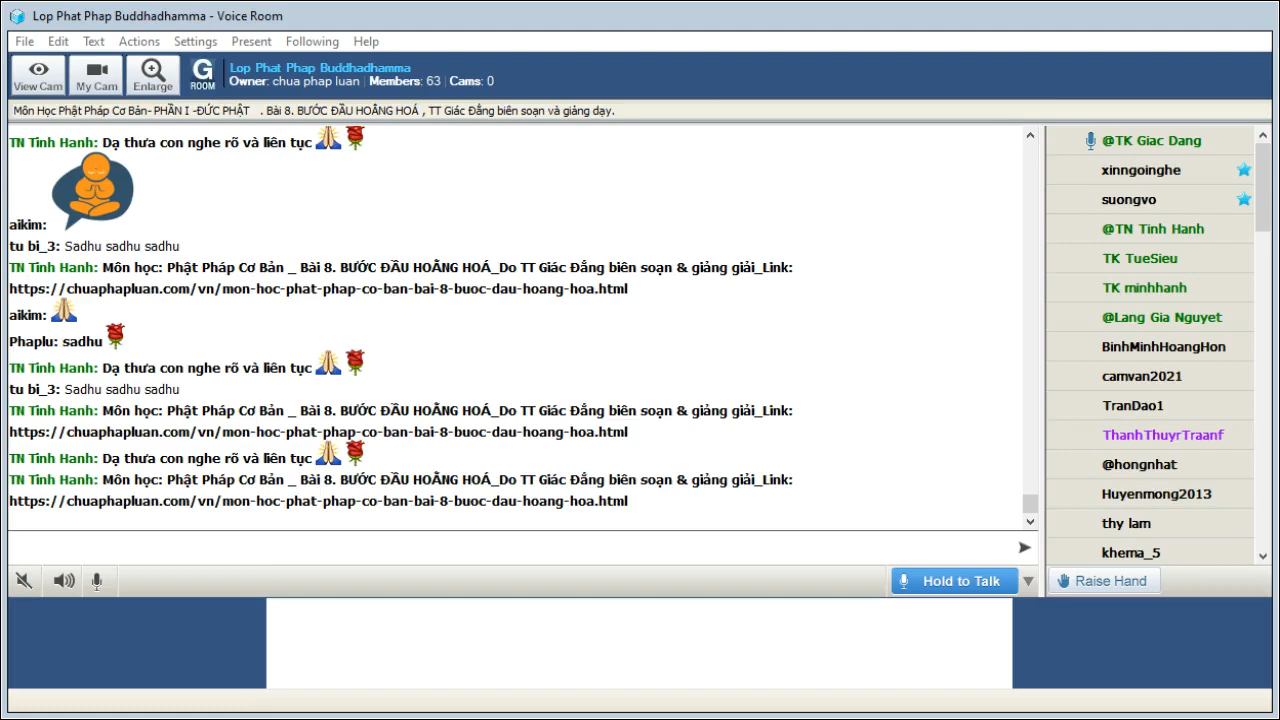 Lop Phat Phap Buddhadhamma - Voice Room
File Edit Text Actions Settings Present Following Help
View Cam My Cam Enlarge G ROOM
Lop Phat Phap Buddhadhamma
Owner: chua phap luan Members: 63 Cams: 0
Môn Học Phật Pháp Cơ Bản- PHẦN I -ĐỨC PHẬT . Bài 8. BƯỚC ĐẦU HOẰNG HOÁ , TT Giác Đẳng biên soạn và giảng dạy.
TN Tinh Hanh: Dạ thưa con nghe rõ và liên tục
aikim:
tu bi_3: Sadhu sadhu sadhu
TN Tinh Hanh: Môn học: Phật Pháp Cơ Bản _ Bài 8. BƯỚC ĐẦU HOẰNG HOÁ_Do TT Giác Đẳng biên soạn & giảng giải_Link:
https://chuaphapluan.com/vn/mon-hoc-phat-phap-co-ban-bai-8-buoc-dau-hoang-hoa.html
aikim:
Phaplu: sadhu
TN Tinh Hanh: Dạ thưa con nghe rõ và liên tục
tu bi_3: Sadhu sadhu sadhu
TN Tinh Hanh: Môn học: Phật Pháp Cơ Bản _ Bài 8. BƯỚC ĐẦU HOẰNG HOÁ_Do TT Giác Đẳng biên soạn & giảng giải_Link:
https://chuaphapluan.com/vn/mon-hoc-phat-phap-co-ban-bai-8-buoc-dau-hoang-hoa.html
TN Tinh Hanh: Dạ thưa con nghe rõ và liên tục
TN Tinh Hanh: Môn học: Phật Pháp Cơ Bản _ Bài 8. BƯỚC ĐẦU HOẰNG HOÁ_Do TT Giác Đẳng biên soạn & giảng giải_Link:
https://chuaphapluan.com/vn/mon-hoc-phat-phap-co-ban-bai-8-buoc-dau-hoang-hoa.html
@TK Giac Dang
xinngoinghe
suongvo
@TN Tinh Hanh
TK TueSieu
TK minhhanh
@Lang Gia Nguyet
BinhMinhHoangHon
camvan2021
TranDao1
ThanhThuyrTraanf
@hongnhat
Huyenmong2013
thy lam
khema_5
Hold to Talk
Raise Hand